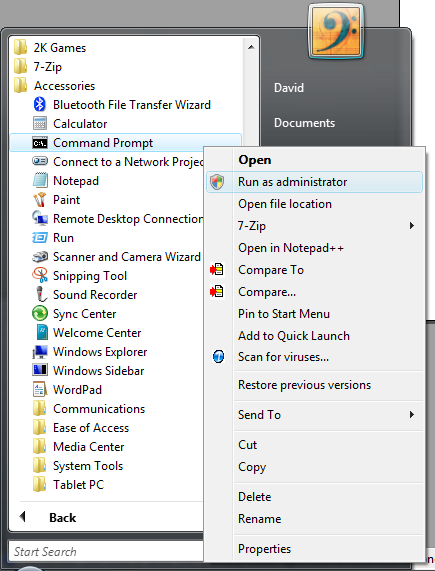 2K Games
7-Zip
Accessories
Bluetooth File Transfer Wizard
Calculator
Command Prompt
Connect to a Network Projec
Notepad
Paint
Remote Desktop Connection
Run
Scanner and Camera Wizard
Snipping Tool
Sound Recorder
Sync Center
Welcome Center
Windows Explorer
Windows Sidebar
WordPad
Communications
Ease of Access
Media Center
System Tools
Tablet PC
Back
Start Search
David
Documents
Open
Run as administrator
Open file location
7-Zip
Open in Notepad++
Compare To
Compare...
Pin to Start Menu
Add to Quick Launch
Scan for viruses...
Restore previous versions
Send To
Cut
Copy
Delete
Rename
Properties